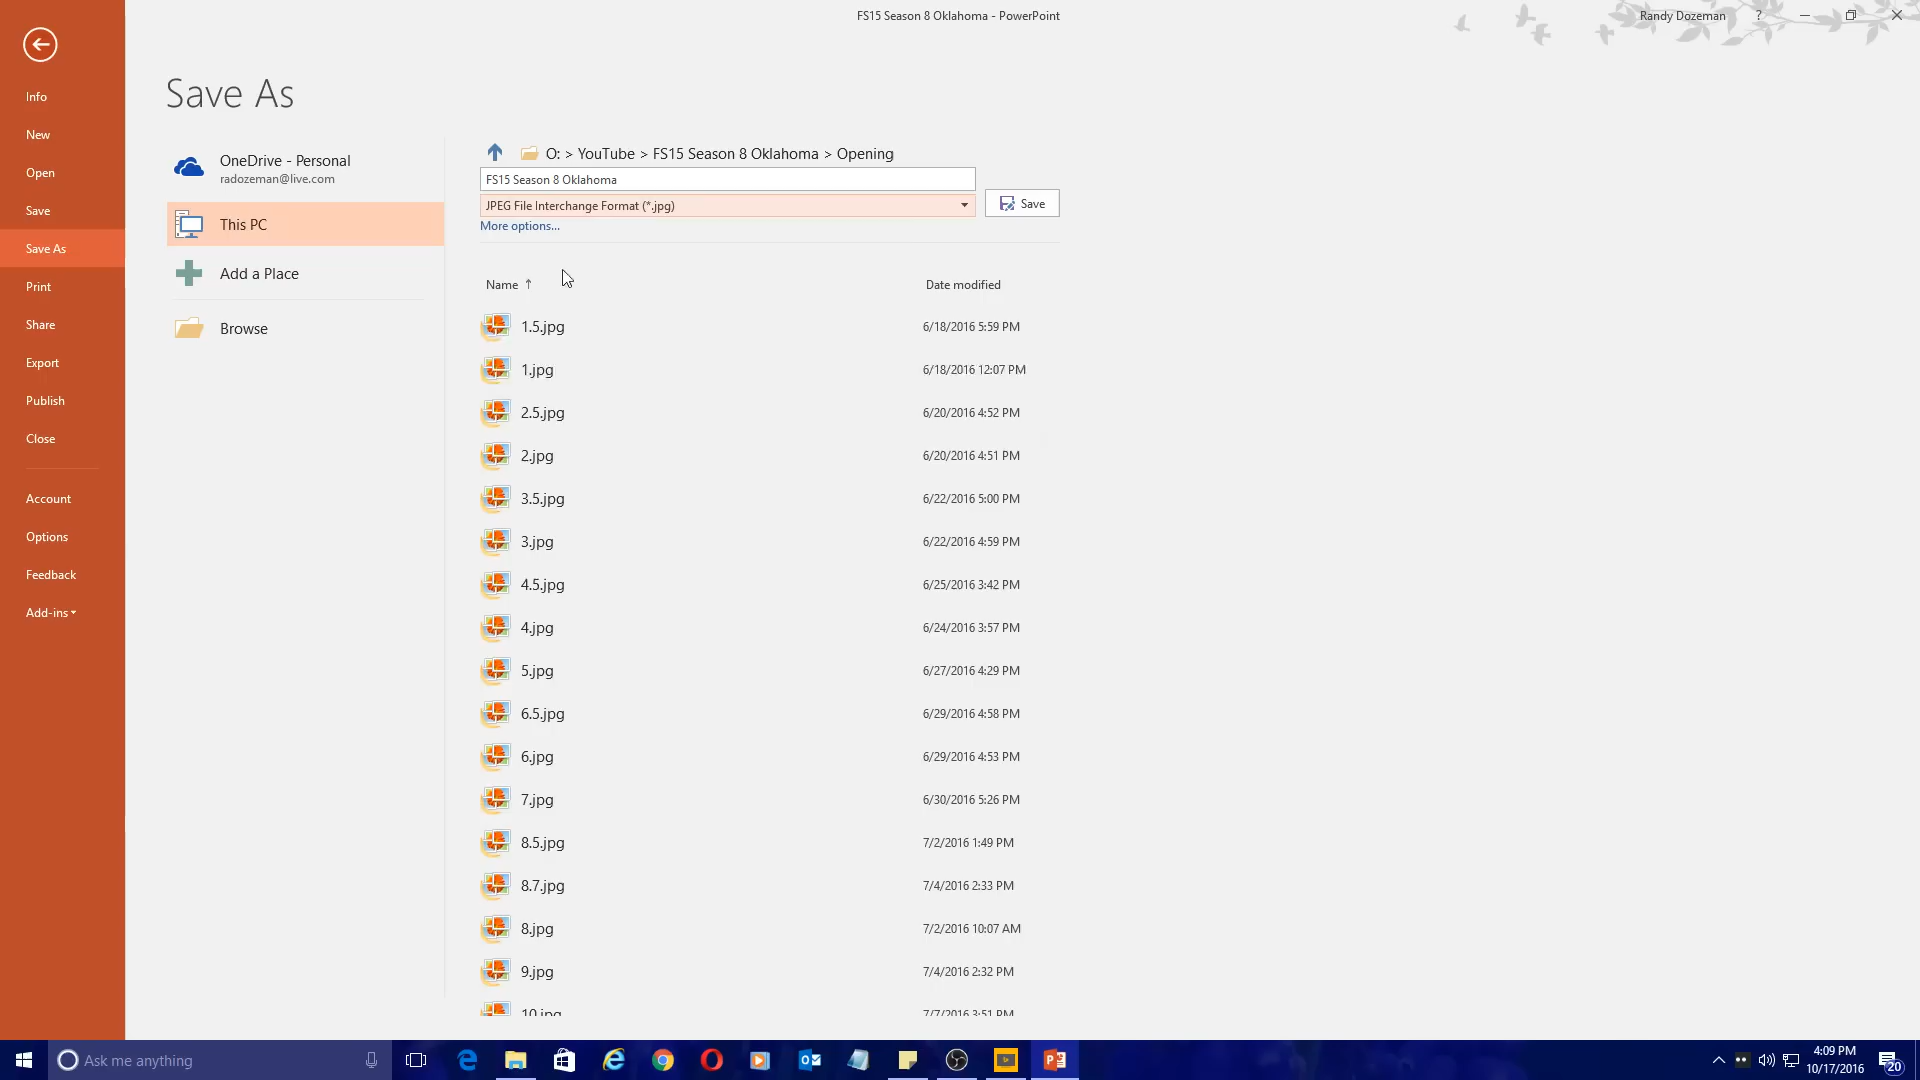 FS15 Season 8 Oklahoma - PowerPoint
Randy Dozeman
?
Info
New
Open
Save
Save As
Print
Share
Export
Publish
Close
Account
Options
Feedback
Add-ins
Save As
OneDrive - Personal
radozeman@live.com
This PC
Add a Place
Browse
O: > YouTube > FS15 Season 8 Oklahoma > Opening
FS15 Season 8 Oklahoma
JPEG File Interchange Format (*.jpg)
Save
More options...
Name Date modified
1.5.jpg 6/18/2016 5:59 PM
1.jpg 6/18/2016 12:07 PM
2.5.jpg 6/20/2016 4:52 PM
2.jpg 6/20/2016 4:51 PM
3.5.jpg 6/22/2016 5:00 PM
3.jpg 6/22/2016 4:59 PM
4.5.jpg 6/25/2016 3:42 PM
4.jpg 6/24/2016 3:57 PM
5.jpg 6/27/2016 4:29 PM
6.5.jpg 6/29/2016 4:58 PM
6.jpg 6/29/2016 4:53 PM
7.jpg 6/30/2016 5:26 PM
8.5.jpg 7/2/2016 1:49 PM
8.7.jpg 7/4/2016 2:33 PM
8.jpg 7/2/2016 10:07 AM
9.jpg 7/4/2016 2:32 PM
10.jpg 7/7/2016 3:51 PM
Ask me anything
4:09 PM
10/17/2016
20